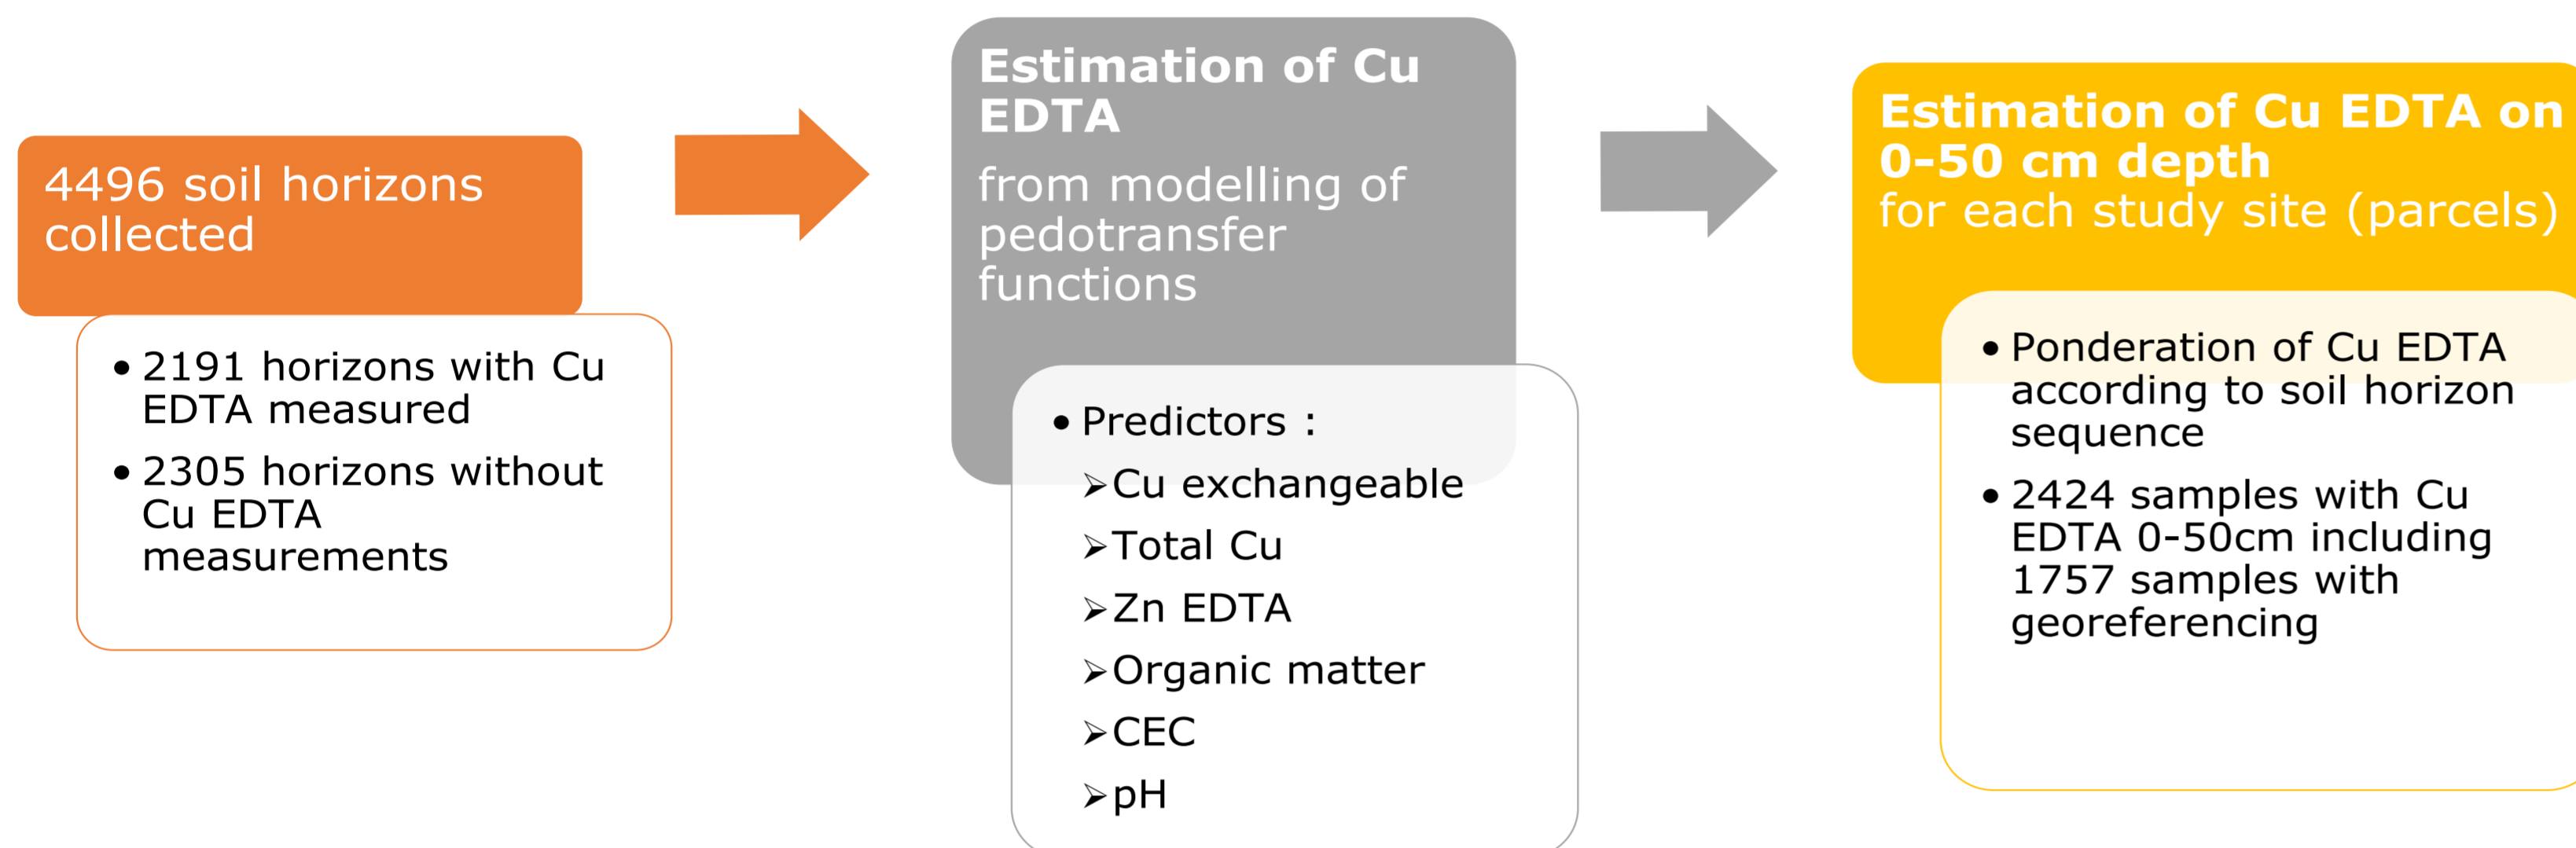 4496 soil horizons
collected
• 2191 horizons with Cu
EDTA measured
• 2305 horizons without
Cu EDTA
measurements
Estimation of Cu
EDTA
from modelling of
pedotransfer
functions
• Predictors :
➢Cu exchangeable
➢Total Cu
➢Zn EDTA
➢Organic matter
➢CEC
➢pH
Estimation of Cu EDTA on
0-50 cm depth
for each study site (parcels)
• Ponderation of Cu EDTA
according to soil horizon
sequence
• 2424 samples with Cu
EDTA 0-50cm including
1757 samples with
georeferencing